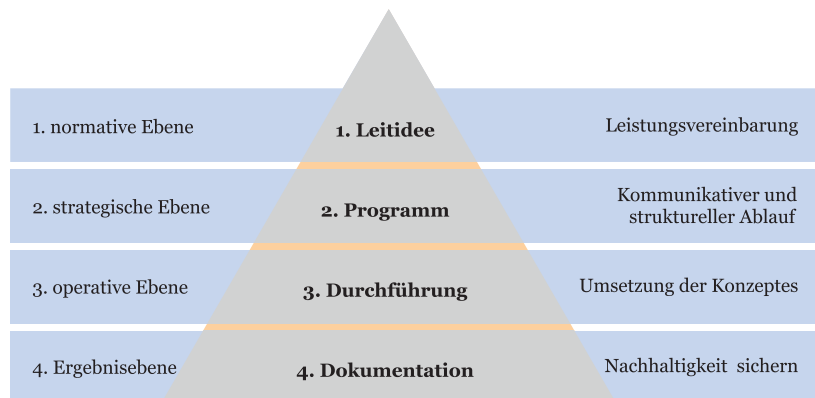 1. normative Ebene
1. Leitidee
Leistungsvereinbarung
2. strategische Ebene
2. Programm
Kommunikativer und
struktureller Ablauf
3. operative Ebene
3. Durchführung
Umsetzung der Konzeptes
4. Ergebnisebene
4. Dokumentation
Nachhaltigkeit sichern